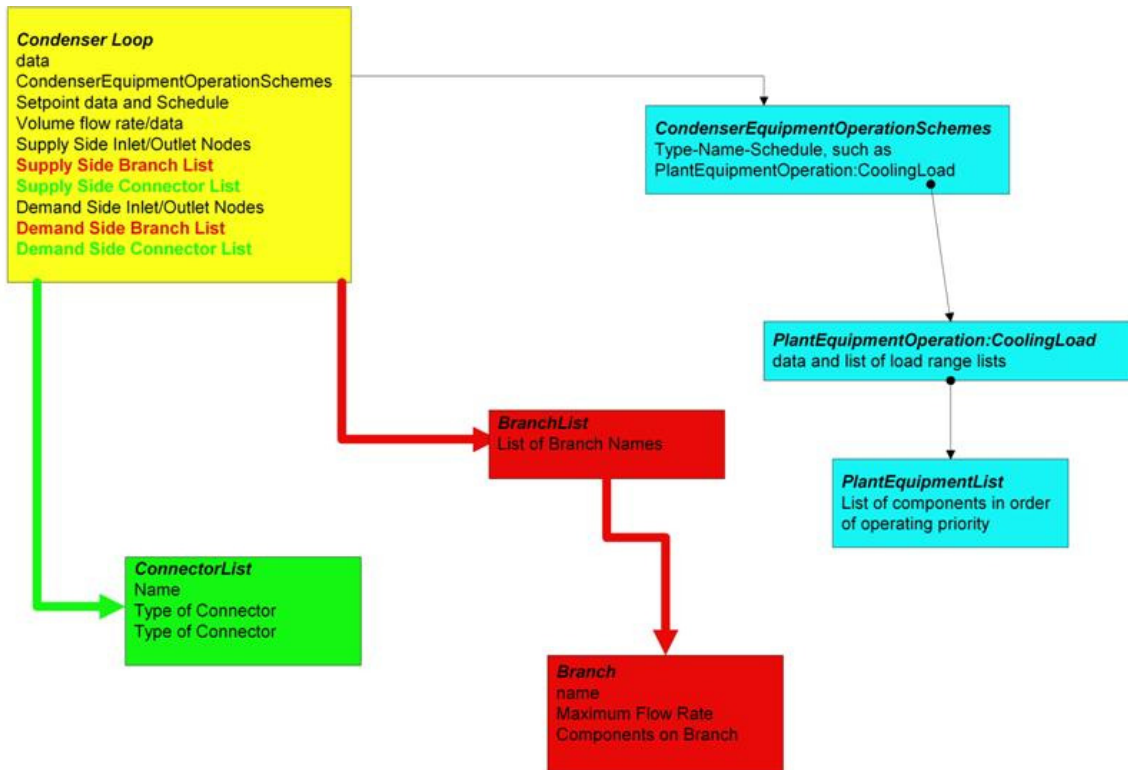 Condenser Loop
data
CondenserEquipmentOperationSchemes
Setpoint data and Schedule
Volume flow rate/data
Supply Side Inlet/Outlet Nodes
Supply Side Branch List
Supply Side Connector List
Demand Side Inlet/Outlet Nodes
Demand Side Branch List
Demand Side Connector List
CondenserEquipmentOperationSchemes
Type-Name-Schedule, such as
PlantEquipmentOperation:CoolingLoad
PlantEquipmentOperation:CoolingLoad
data and list of load range lists
BranchList
List of Branch Names
PlantEquipmentList
List of components in order
of operating priority
ConnectorList
Name
Type of Connector
Type of Connector
Branch
name
Maximum Flow Rate
Components on Branch